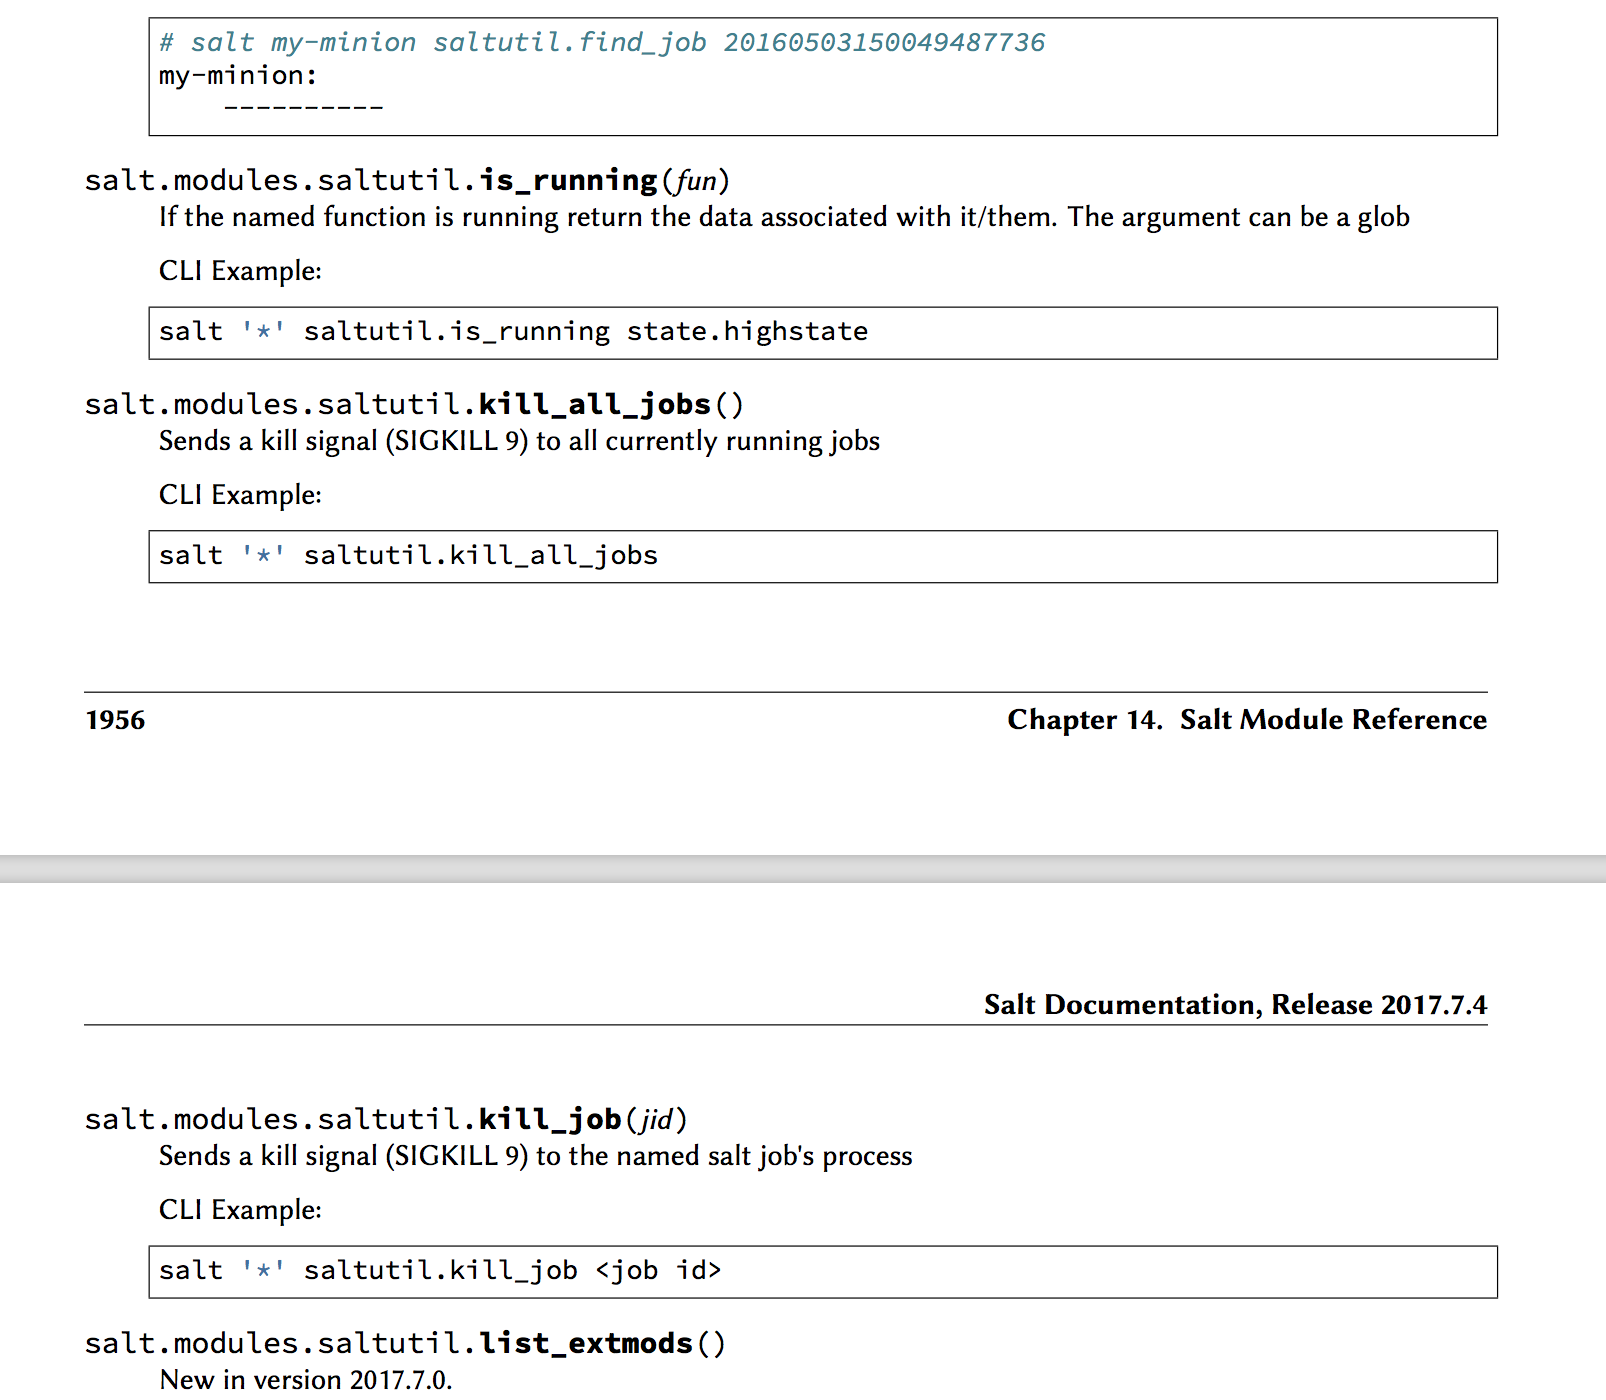 # salt my-minion saltutil.find_job 20160503150049487736
my-minion:
    ----------
salt.modules.saltutil.is_running(fun)
If the named function is running return the data associated with it/them. The argument can be a glob
CLI Example:
salt '*' saltutil.is_running state.highstate
salt.modules.saltutil.kill_all_jobs()
Sends a kill signal (SIGKILL 9) to all currently running jobs
CLI Example:
salt '*' saltutil.kill_all_jobs
1956 Chapter 14. Salt Module Reference
Salt Documentation, Release 2017.7.4
salt.modules.saltutil.kill_job(jid)
Sends a kill signal (SIGKILL 9) to the named salt job's process
CLI Example:
salt '*' saltutil.kill_job <job id>
salt.modules.saltutil.list_extmods()
New in version 2017.7.0.